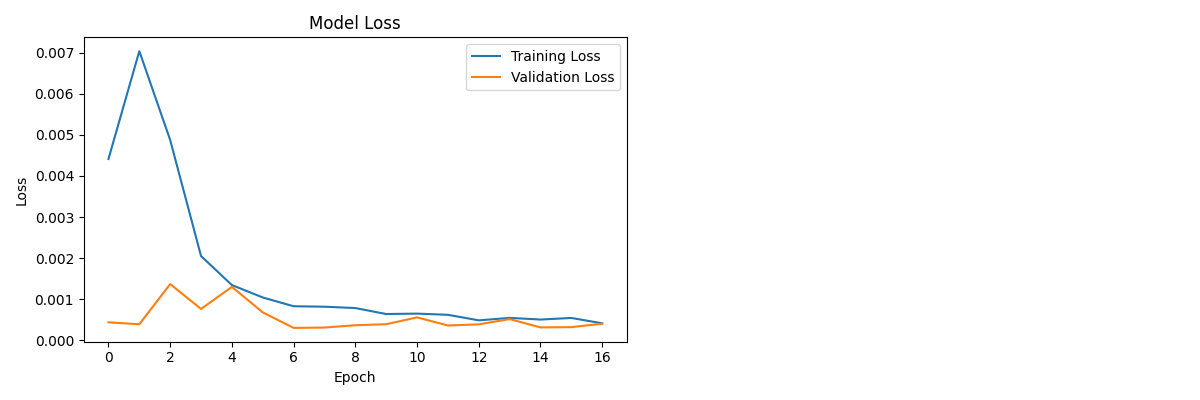 Model Loss
Training Loss
Validation Loss
0.007
0.006
0.005
0.004
0.003
0.002
0.001
0.000
Loss
0 2 4 6 8 10 12 14 16
Epoch